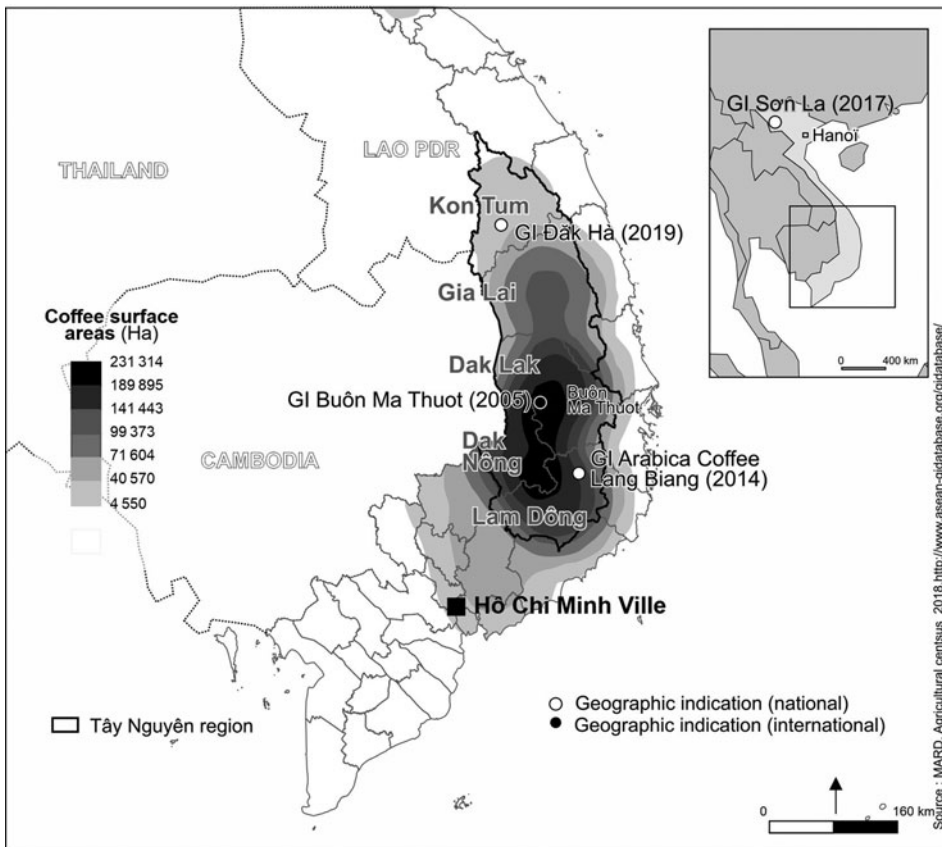 THAILAND
LAO PDR
GI Sơn La (2017)
Hanoï
0 400 km
Kon Tum
GI Đăk Hà (2019)
Gia Lai
Coffee surface
areas (Ha)
231 314
189 895
141 443
99 373
71 604
40 570
4 550
Dak Lak
GI Buôn Ma Thuot (2005)
Buôn
Ma Thuot
CAMBODIA
Dak
Nông
GI Arabica Coffee
Lang Biang (2014)
Lam Dông
Hô Chi Minh Ville
Tây Nguyên region
Geographic indication (national)
Geographic indication (international)
0 160 km
Source : MARD, Agricultural centsus, 2018 http://www.asean-gidatabase.org/gidatabase/